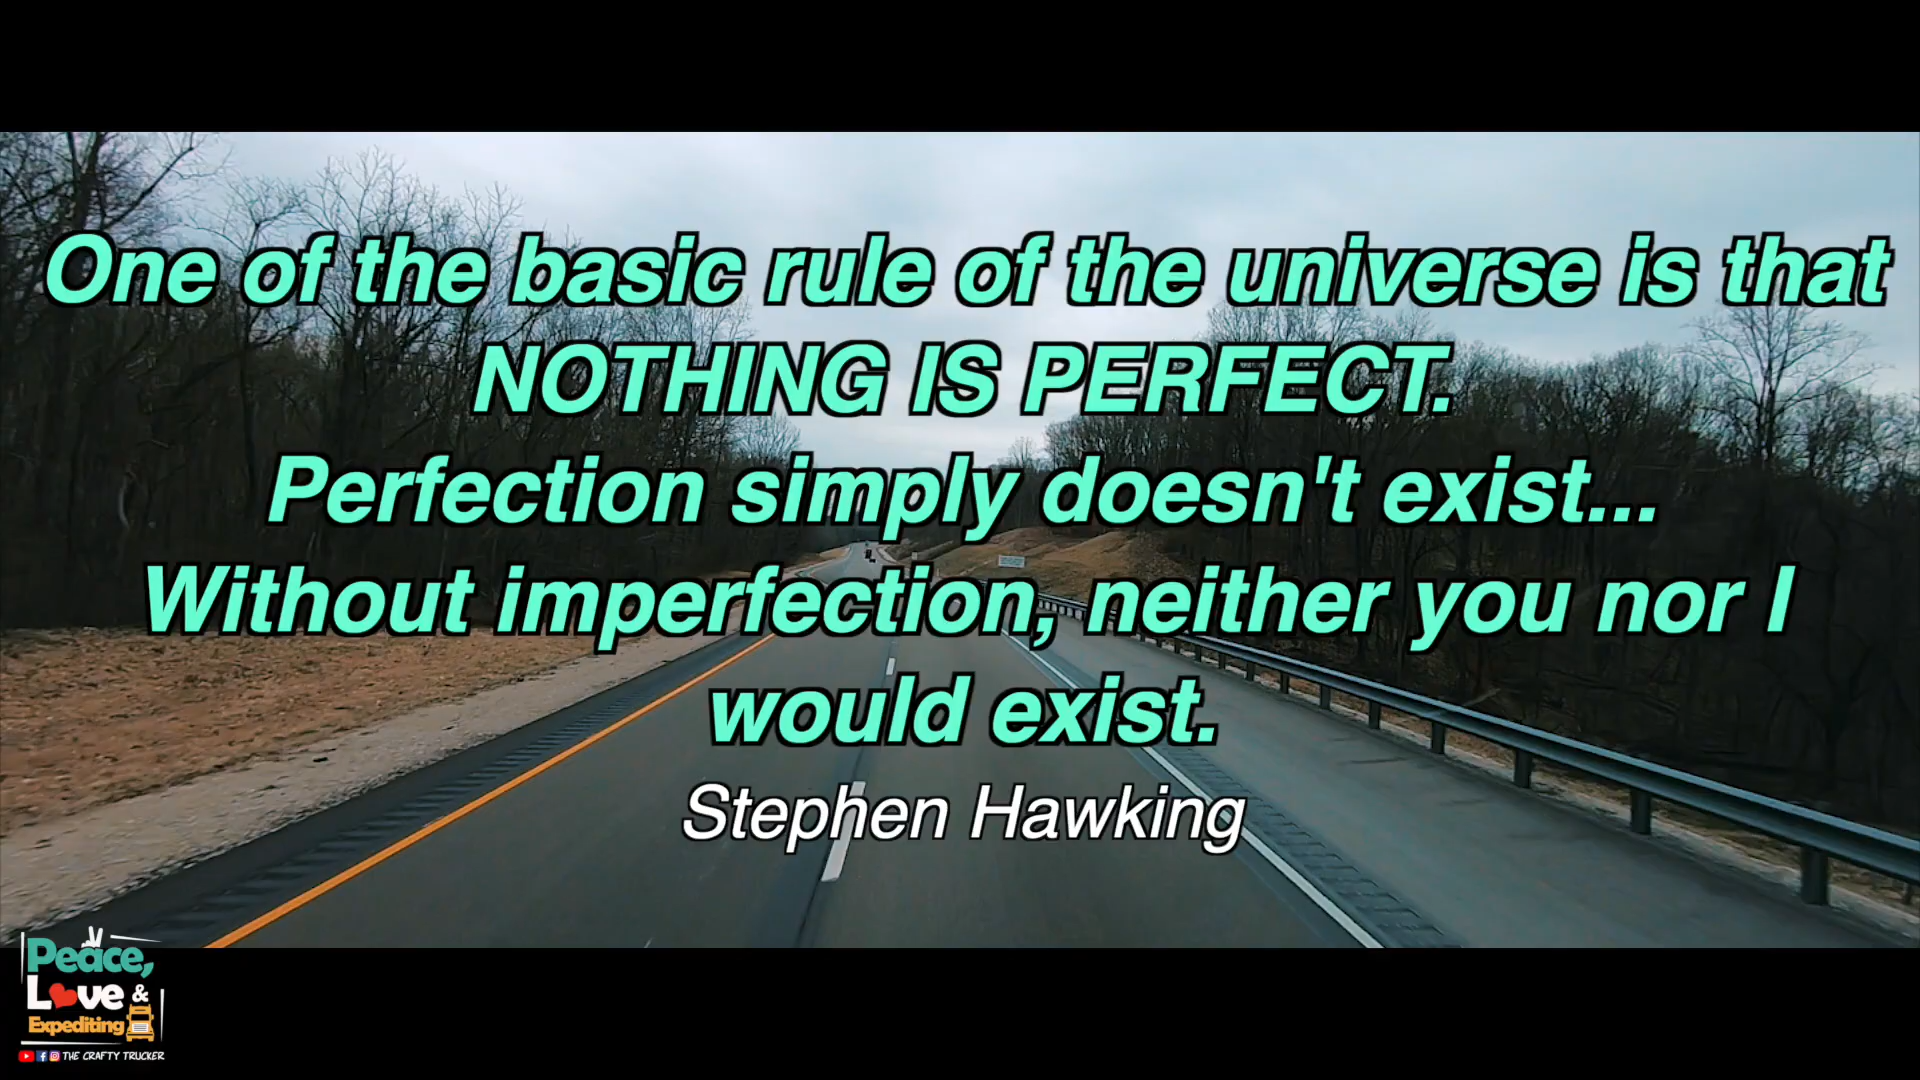 One of the basic rule of the universe is that
NOTHING IS PERFECT.
Perfection simply doesn't exist...
Without imperfection, neither you nor I
would exist.
Stephen Hawking
Peace,
Love &
Expediting
THE CRAFTY TRUCKER